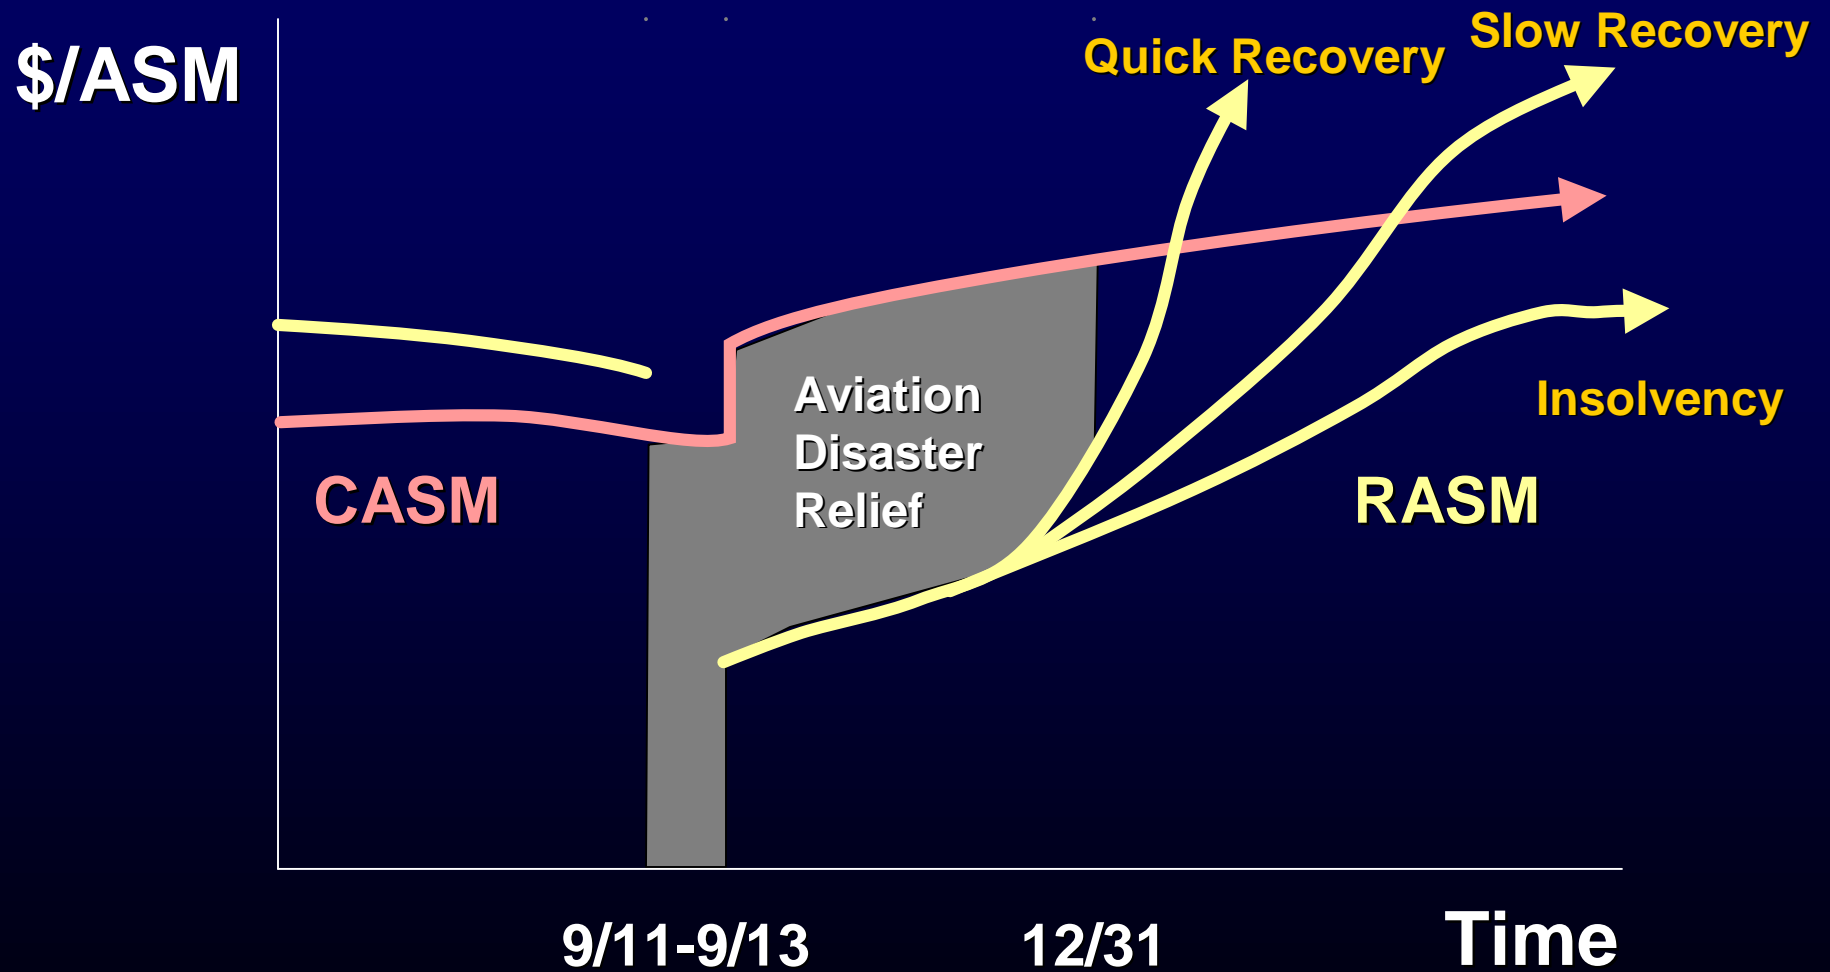 $/ASM
Quick Recovery
Slow Recovery
Aviation
Disaster
Relief
Insolvency
CASM
RASM
9/11-9/13
12/31
Time